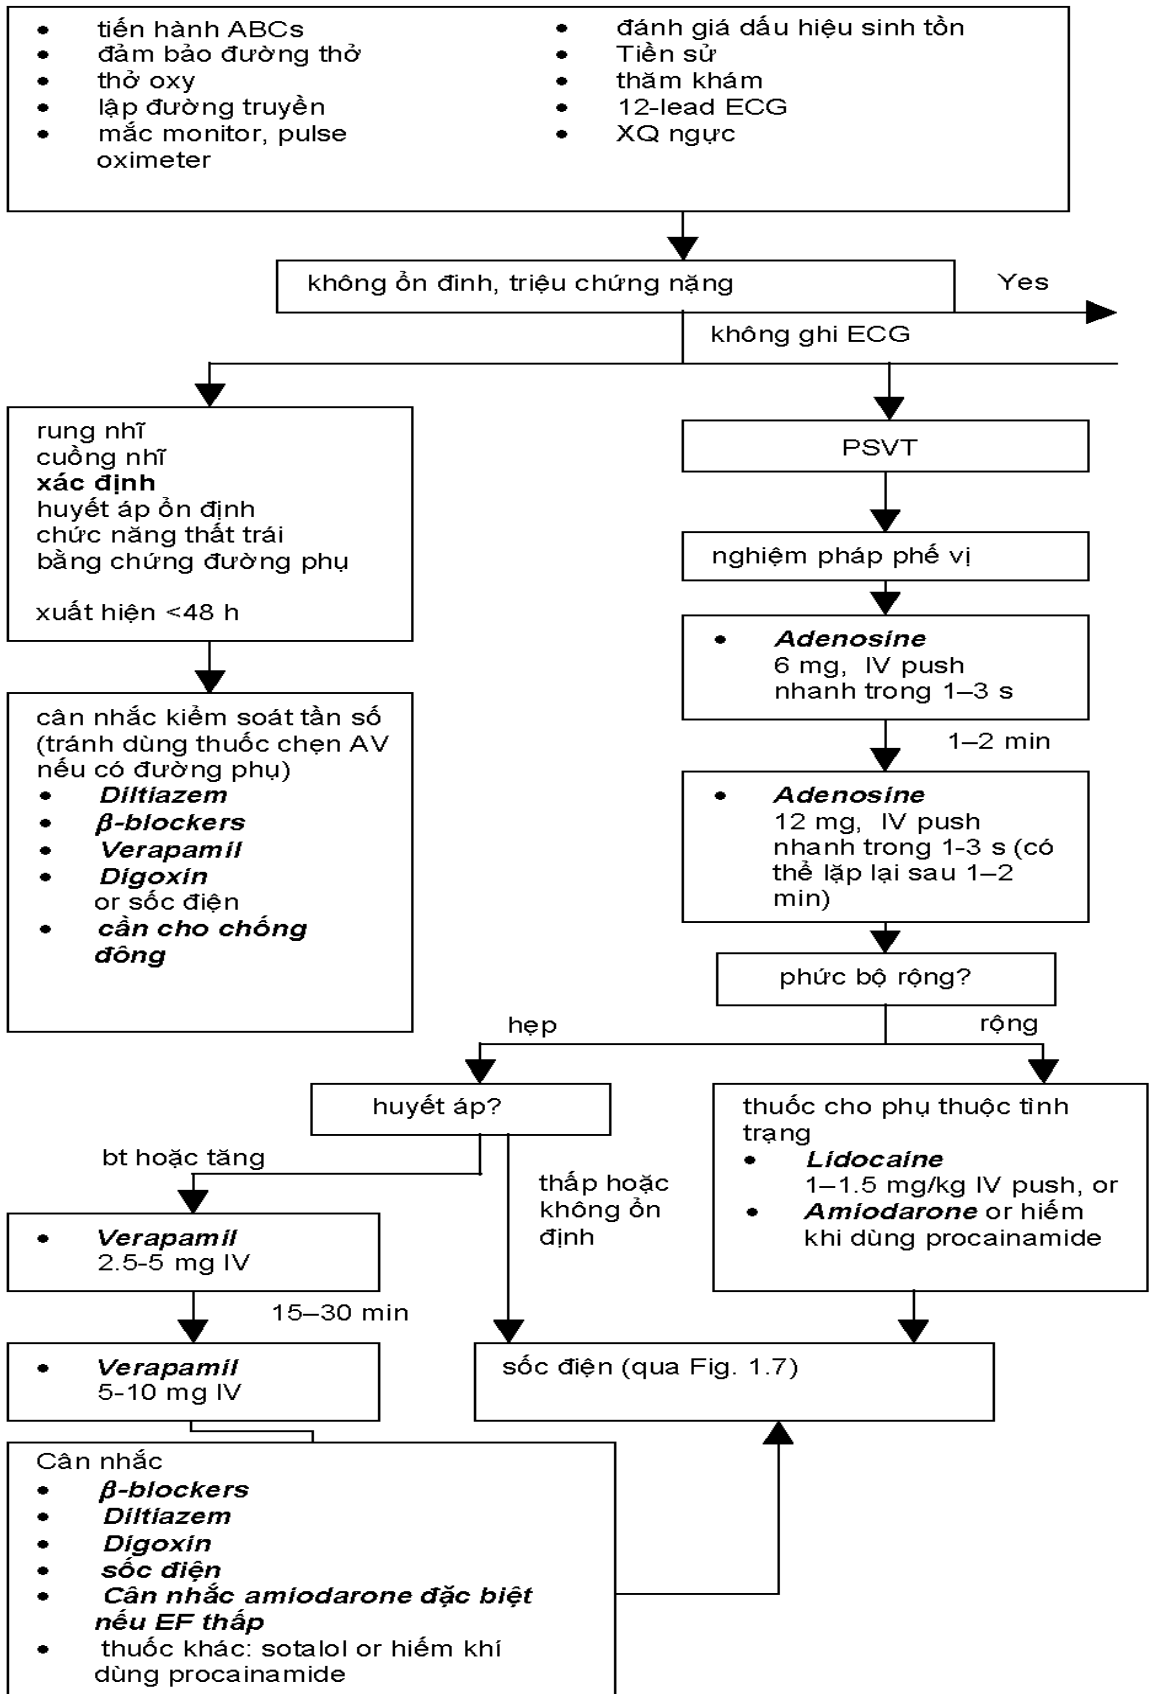 • tiến hành ABCs
• đảm bảo đường thở
• thở oxy
• lập đường truyền
• mắc monitor, pulse
oximeter
• đánh giá dấu hiệu sinh tồn
• Tiền sử
• thăm khám
• 12-lead ECG
• XQ ngực
không ổn đinh, triệu chứng nặng
Yes
không ghi ECG
rung nhĩ
cuồng nhĩ
xác định
huyết áp ổn định
chức năng thất trái
bằng chứng đường phụ
xuất hiện <48 h
cân nhắc kiểm soát tần số
(tránh dùng thuốc chẹn AV
nếu có đường phụ)
• Diltiazem
• β-blockers
• Verapamil
• Digoxin
or sốc điện
• cần cho chống
đông
PSVT
nghiệm pháp phế vị
• Adenosine
6 mg, IV push
nhanh trong 1–3 s
1–2 min
• Adenosine
12 mg, IV push
nhanh trong 1-3 s (có
thể lặp lại sau 1–2
min)
phức bộ rộng?
hẹp
rộng
huyết áp?
bt hoặc tăng
thấp hoặc
không ổn
định
thuốc cho phụ thuộc tình
trạng
• Lidocaine
1–1.5 mg/kg IV push, or
• Amiodarone or hiếm
khi dùng procainamide
• Verapamil
2.5-5 mg IV
15–30 min
• Verapamil
5-10 mg IV
sốc điện (qua Fig. 1.7)
Cân nhắc
• β-blockers
• Diltiazem
• Digoxin
• sốc điện
• Cân nhắc amiodarone đặc biệt
nếu EF thấp
• thuốc khác: sotalol or hiếm khí
dùng procainamide